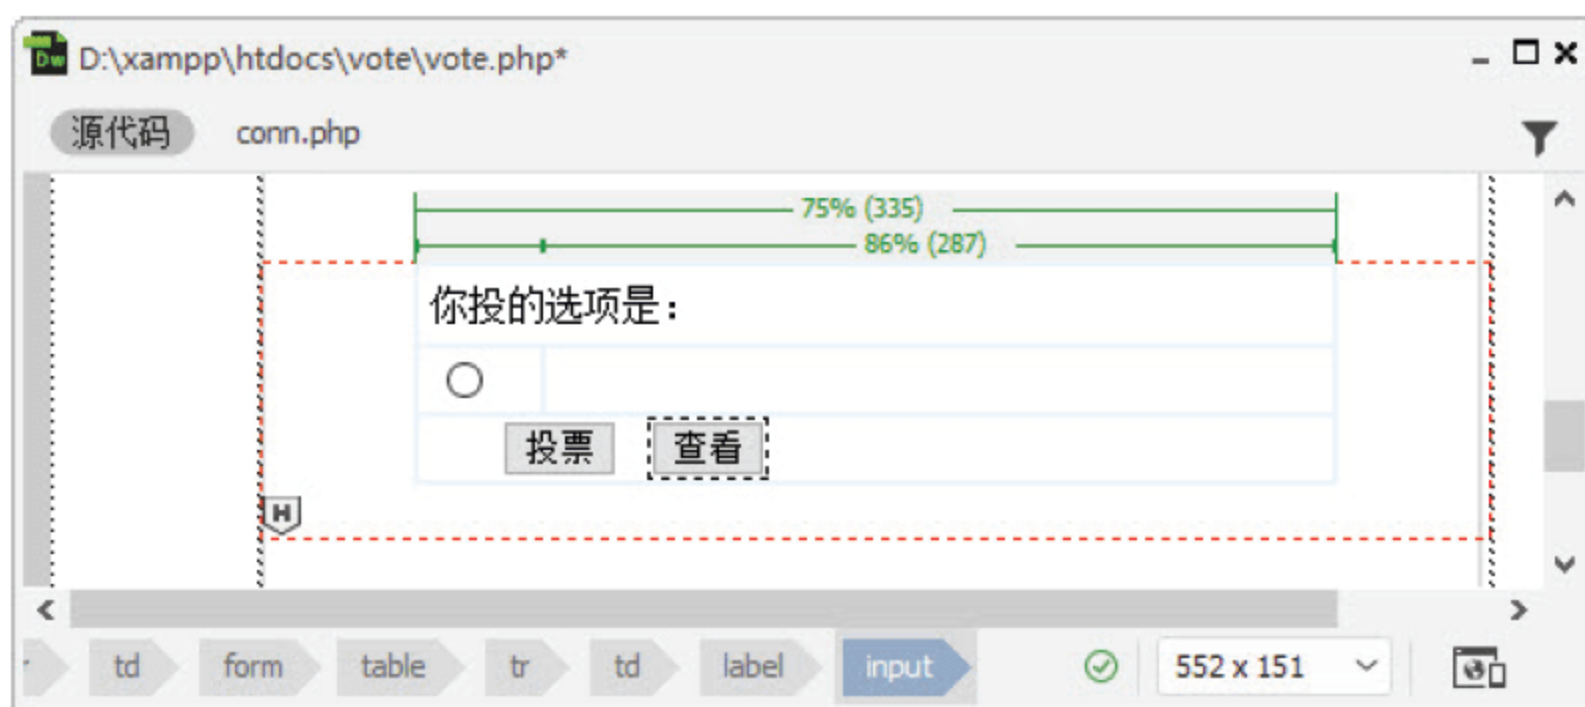 Dw D:\xampp\htdocs\vote\vote.php*
源代码 conn.php
75% (335)
86% (287)
你投的选项是：
投票 查看
H
td form table tr td label input 552 x 151